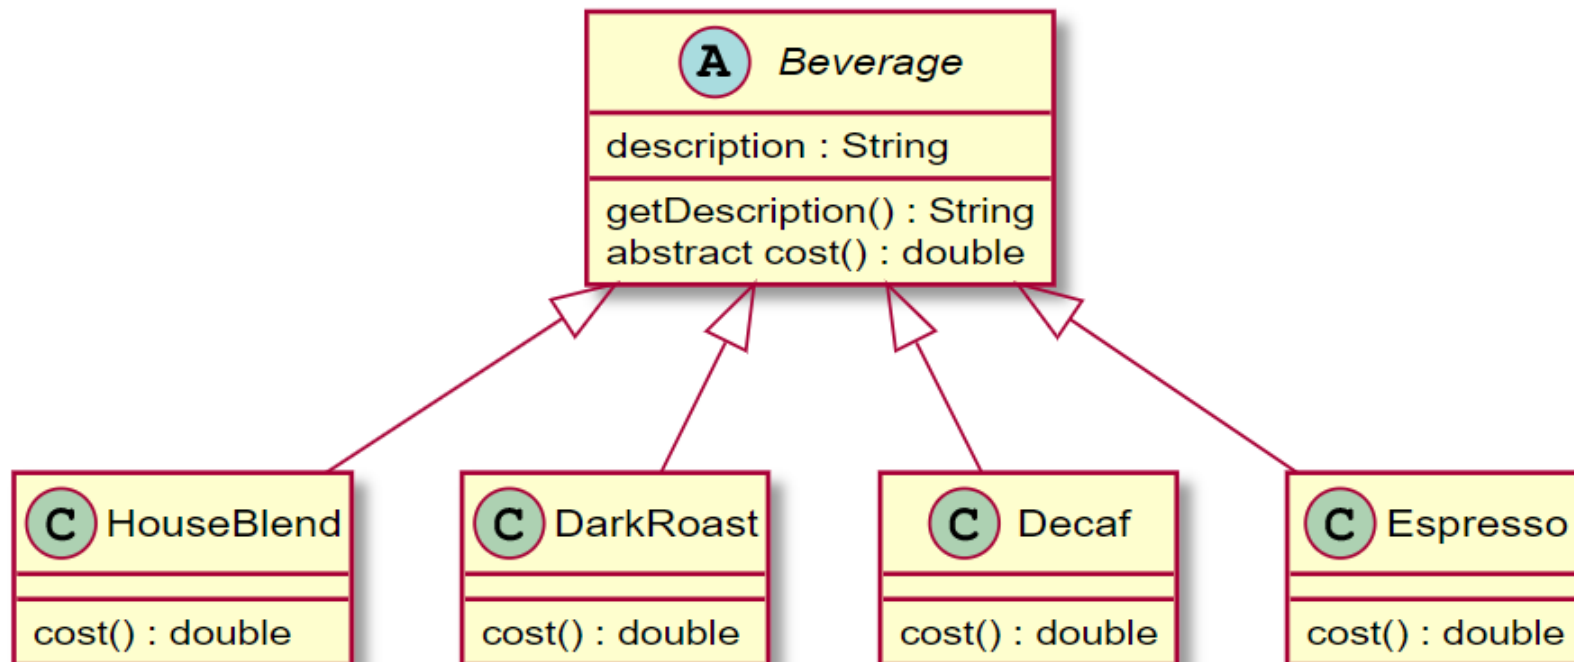 A Beverage
description : String
getDescription() : String
abstract cost() : double
C HouseBlend
cost() : double
C DarkRoast
cost() : double
C Decaf
cost() : double
C Espresso
cost() : double